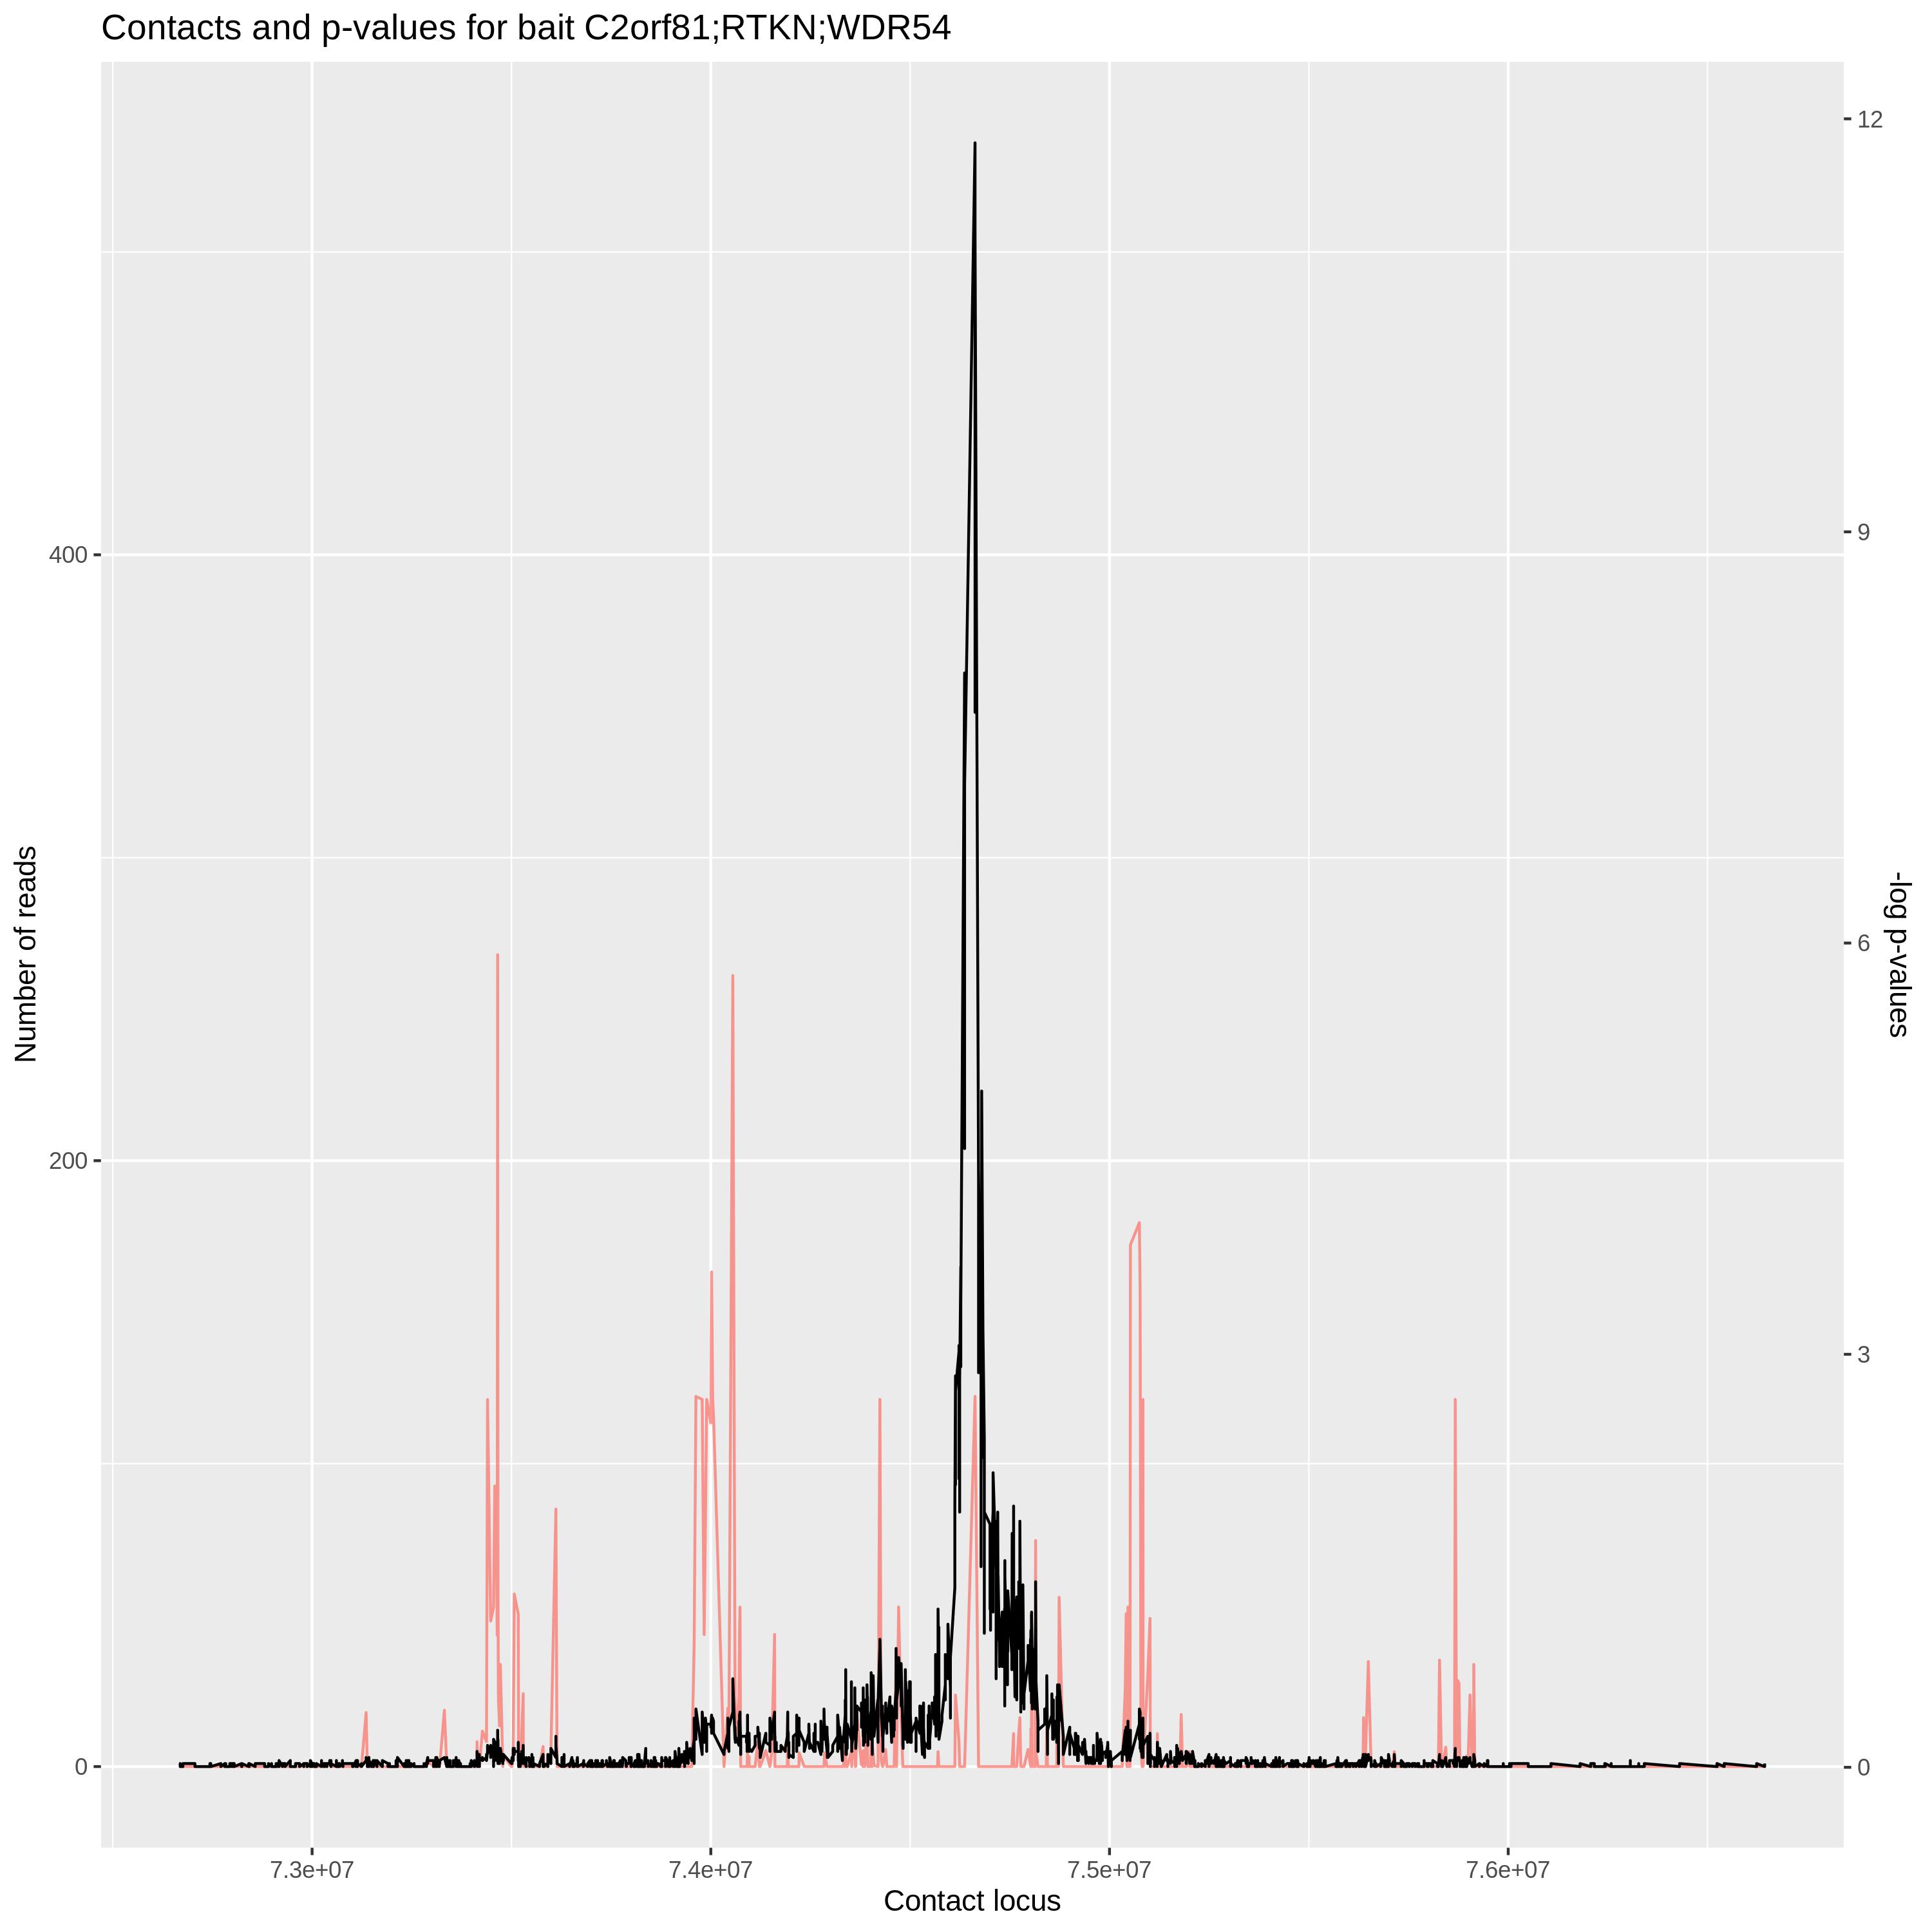 Contacts and p-values for bait C2orf81;RTKN;WDR54
Number of reads
400
200
0
12
9
6
3
0
-log p-values
7.3e+07
7.4e+07
7.5e+07
7.6e+07
Contact locus